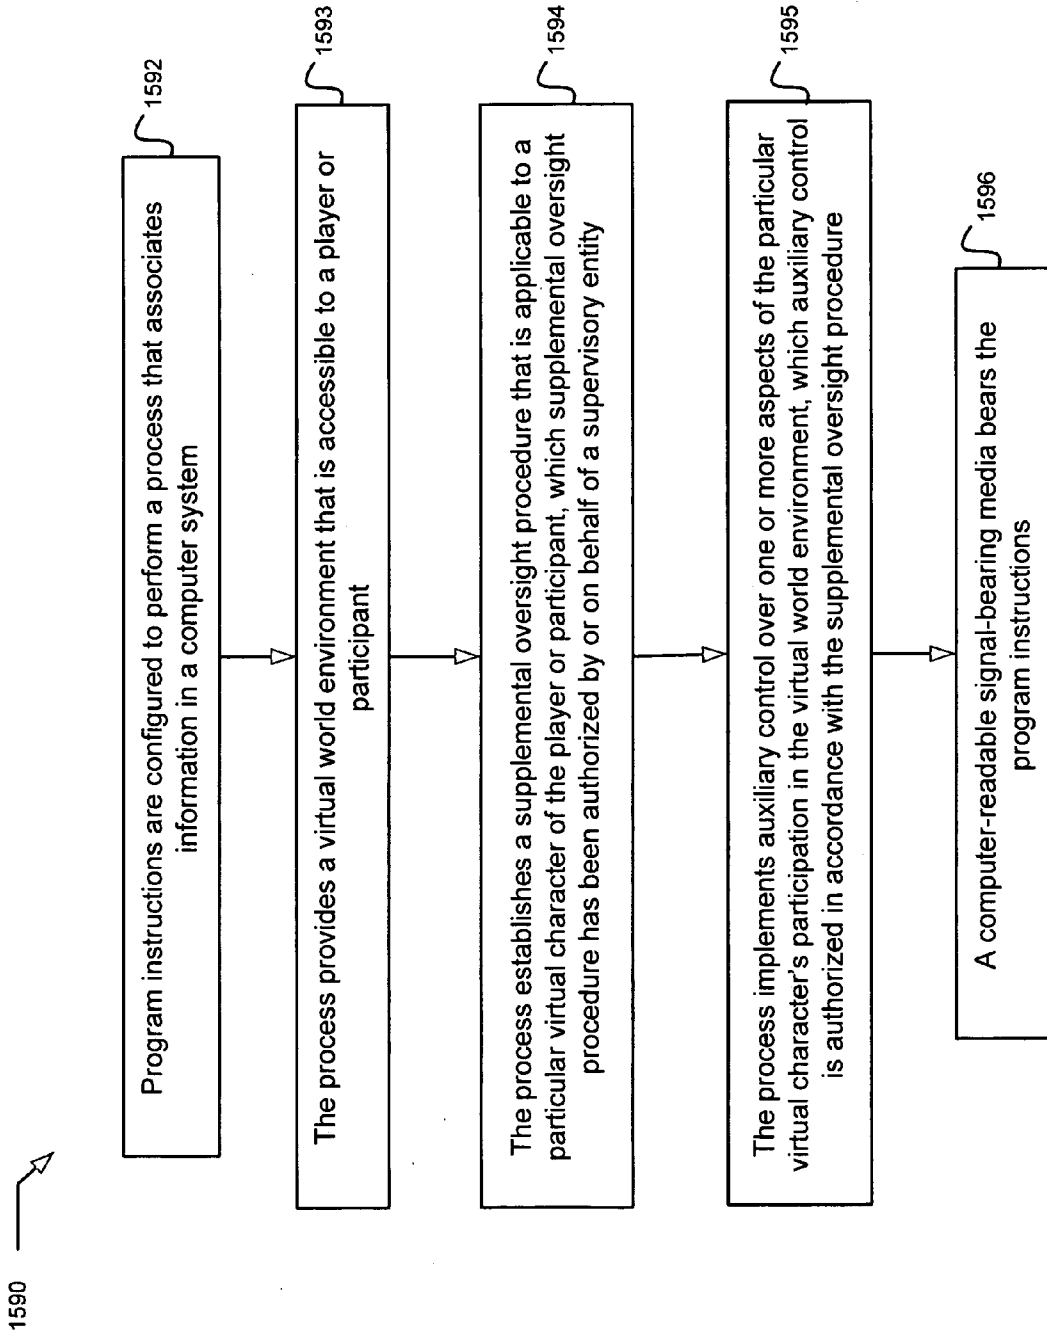 1590
1592
Program instructions are configured to perform a process that associates
information in a computer system
1593
The process provides a virtual world environment that is accessible to a player or
participant
1594
The process establishes a supplemental oversight procedure that is applicable to a
particular virtual character of the player or participant, which supplemental oversight
procedure has been authorized by or on behalf of a supervisory entity
1595
The process implements auxiliary control over one or more aspects of the particular
virtual character's participation in the virtual world environment, which auxiliary control
is authorized in accordance with the supplemental oversight procedure
1596
A computer-readable signal-bearing media bears the
program instructions